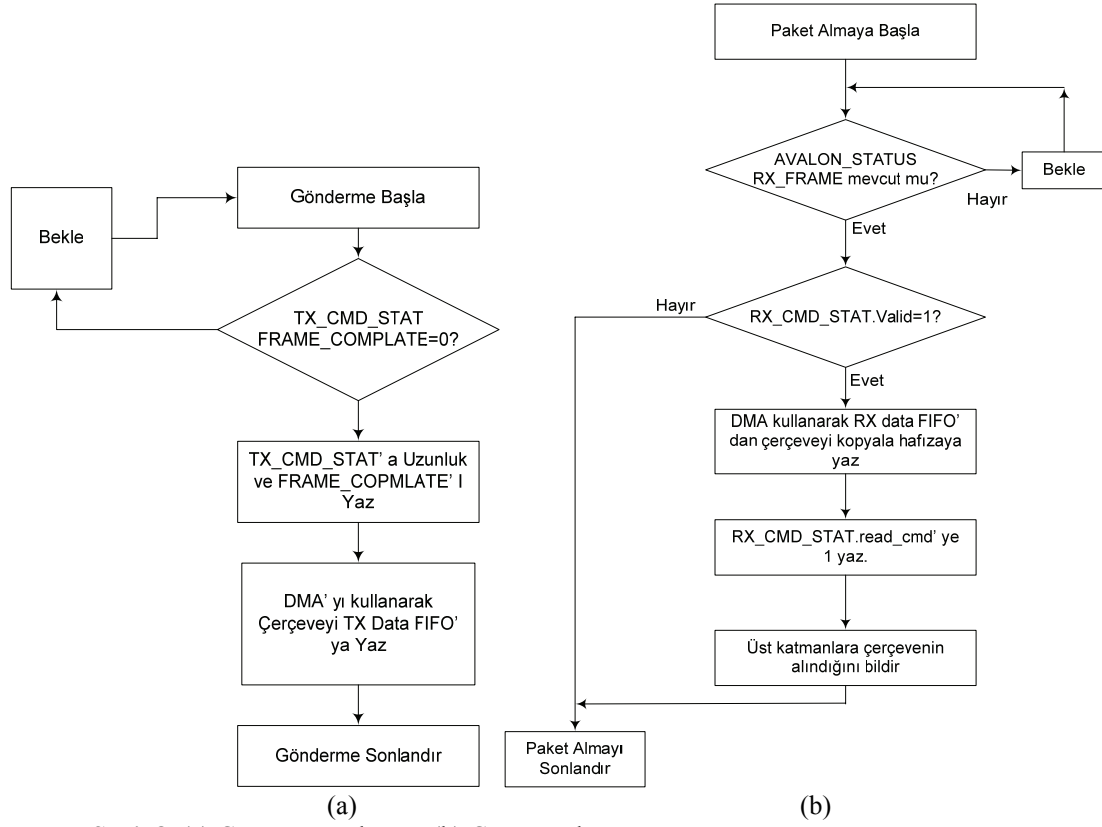 Gönderme Başla
Bekle
TX_CMD_STAT
FRAME_COMPLATE=0?
TX_CMD_STAT' a Uzunluk
ve FRAME_COPMLATE' I
Yaz
DMA' yı kullanarak
Çerçeveyi TX Data FIFO'
ya Yaz
Gönderme Sonlandır
(a)
Paket Almaya Başla
AVALON_STATUS
RX_FRAME mevcut mu?
Hayır
Bekle
Evet
RX_CMD_STAT.Valid=1?
Hayır
Evet
DMA kullanarak RX data FIFO'
dan çerçeveyi kopyala hafızaya
yaz
RX_CMD_STAT.read_cmd' ye
1 yaz.
Üst katmanlara çerçevenin
alındığını bildir
Paket Almayı
Sonlandır
(b)